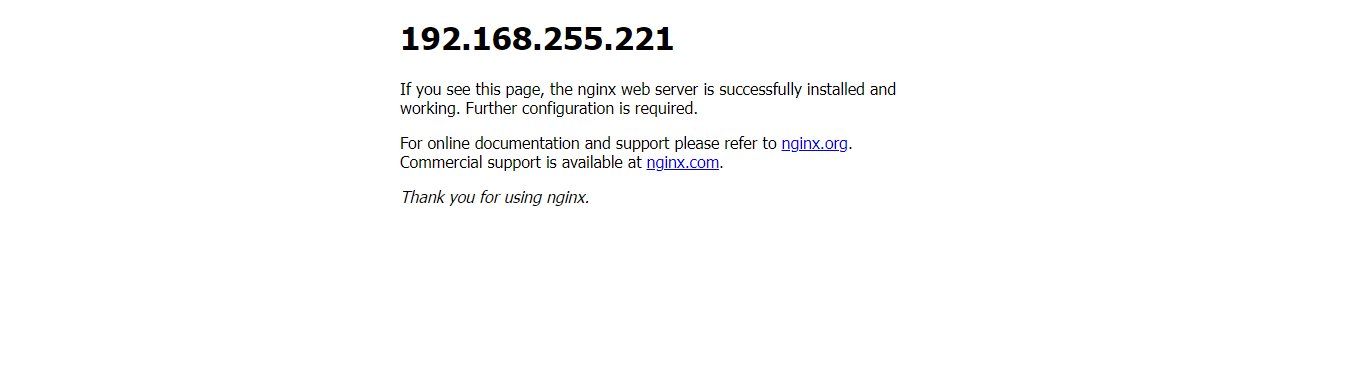 192.168.255.221
If you see this page, the nginx web server is successfully installed and
working. Further configuration is required.
For online documentation and support please refer to nginx.org.
Commercial support is available at nginx.com.
Thank you for using nginx.